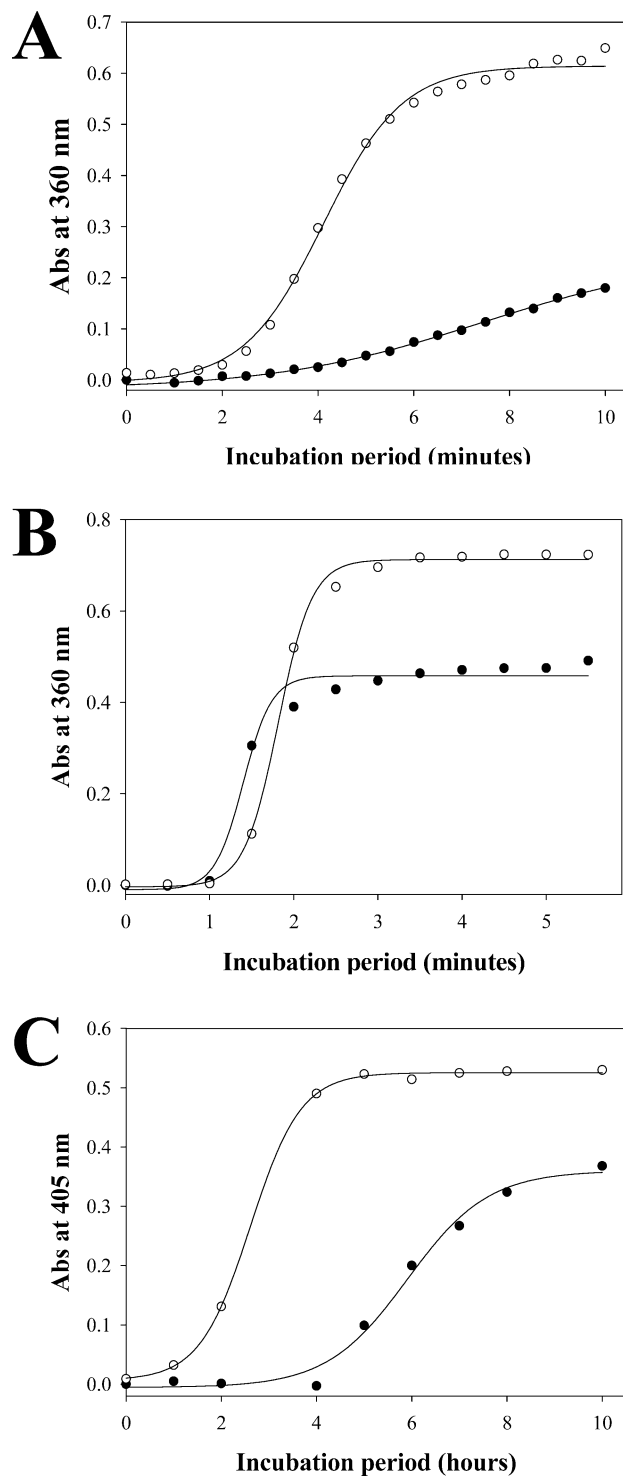 A
Abs at 360 nm
0.7
0.6
0.5
0.4
0.3
0.2
0.1
0.0
0 2 4 6 8 10
Incubation period (minutes)
B
Abs at 360 nm
0.8
0.6
0.4
0.2
0.0
0 1 2 3 4 5
Incubation period (minutes)
C
Abs at 405 nm
0.6
0.5
0.4
0.3
0.2
0.1
0.0
0 2 4 6 8 10
Incubation period (hours)